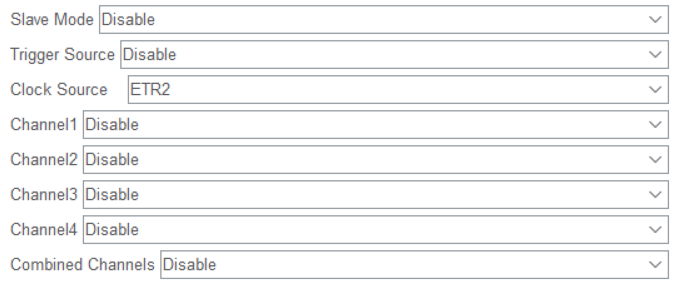 Slave Mode Disable
Trigger Source Disable
Clock Source ETR2
Channel1 Disable
Channel2 Disable
Channel3 Disable
Channel4 Disable
Combined Channels Disable